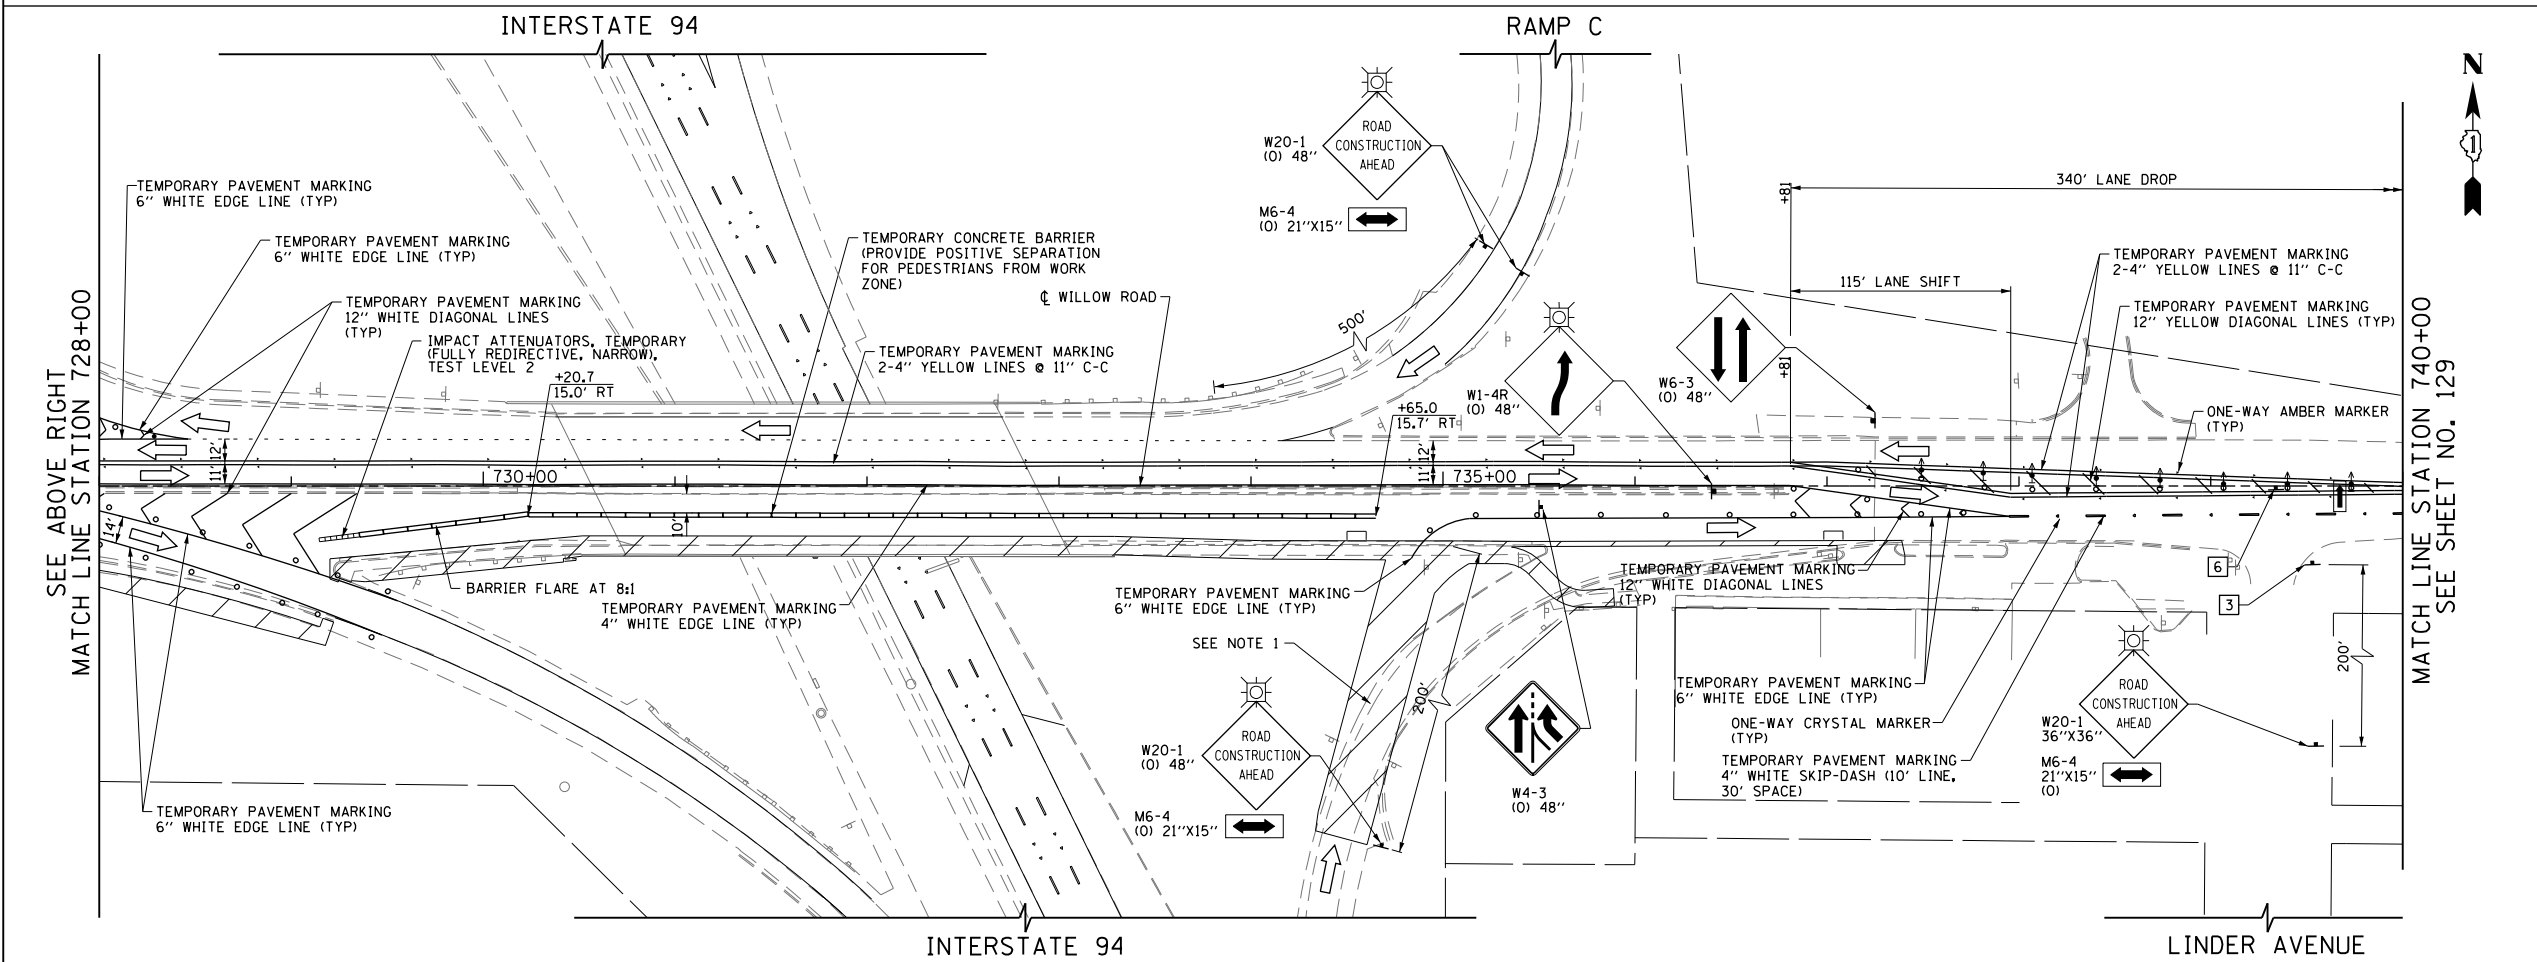 INTERSTATE 94
RAMP C
N
1
ROAD
CONSTRUCTION
AHEAD
W20-1
(O) 48''
M6-4
(O) 21''X15''
TEMPORARY PAVEMENT MARKING
6'' WHITE EDGE LINE (TYP)
TEMPORARY PAVEMENT MARKING
6'' WHITE EDGE LINE (TYP)
TEMPORARY PAVEMENT MARKING
12'' WHITE DIAGONAL LINES
(TYP)
IMPACT ATTENUATORS, TEMPORARY
(FULLY REDIRECTIVE, NARROW),
TEST LEVEL 2
+20.7
15.0' RT
TEMPORARY CONCRETE BARRIER
(PROVIDE POSITIVE SEPARATION
FOR PEDESTRIANS FROM WORK
ZONE)
℄ WILLOW ROAD
TEMPORARY PAVEMENT MARKING
2-4'' YELLOW LINES @ 11'' C-C
500'
W1-4R
(O) 48''
W6-3
(O) 48''
+65.0
15.7' RT
+81
340' LANE DROP
115' LANE SHIFT
+81
TEMPORARY PAVEMENT MARKING
2-4'' YELLOW LINES @ 11'' C-C
TEMPORARY PAVEMENT MARKING
12'' YELLOW DIAGONAL LINES (TYP)
ONE-WAY AMBER MARKER
(TYP)
SEE ABOVE RIGHT
MATCH LINE STATION 728+00
MATCH LINE STATION 740+00
SEE SHEET NO. 129
12'
11'
730+00
12'
11'
735+00
14'
10'
BARRIER FLARE AT 8:1
TEMPORARY PAVEMENT MARKING
4'' WHITE EDGE LINE (TYP)
TEMPORARY PAVEMENT MARKING
6'' WHITE EDGE LINE (TYP)
SEE NOTE 1
200'
TEMPORARY PAVEMENT MARKING
12'' WHITE DIAGONAL LINES
(TYP)
6
3
200'
TEMPORARY PAVEMENT MARKING
6'' WHITE EDGE LINE (TYP)
ONE-WAY CRYSTAL MARKER
(TYP)
TEMPORARY PAVEMENT MARKING
4'' WHITE SKIP-DASH (10' LINE,
30' SPACE)
ROAD
CONSTRUCTION
AHEAD
W20-1
36''X36''
M6-4
21''X15''
(O)
ROAD
CONSTRUCTION
AHEAD
W20-1
(O) 48''
M6-4
(O) 21''X15''
W4-3
(O) 48''
TEMPORARY PAVEMENT MARKING
6'' WHITE EDGE LINE (TYP)
INTERSTATE 94
LINDER AVENUE